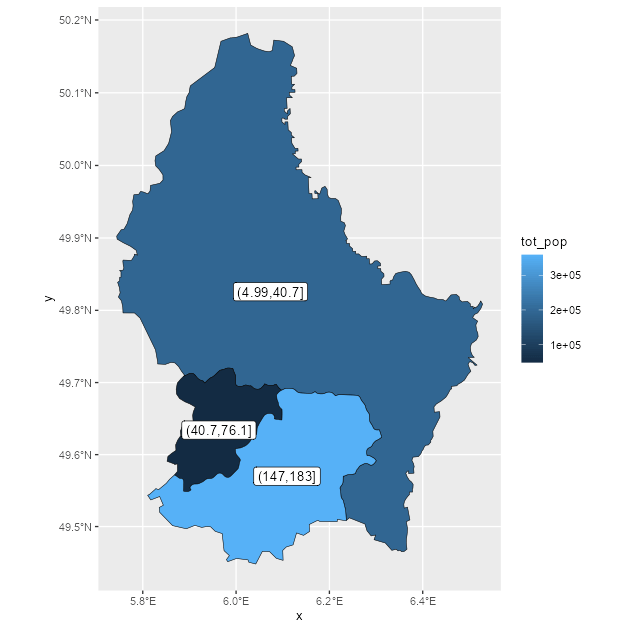 50.2°N
50.1°N
50.0°N
49.9°N
49.8°N
49.7°N
49.6°N
49.5°N
y
(4.99,40.7]
(40.7,76.1]
(147,183]
5.8°E 6.0°E 6.2°E 6.4°E
x
tot_pop
3e+05
2e+05
1e+05